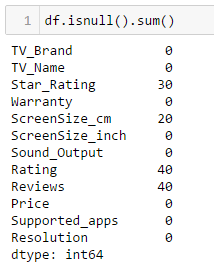 1 df.isnull().sum()
TV_Brand 0
TV_Name 0
Star_Rating 30
Warranty 0
ScreenSize_cm 20
ScreenSize_inch 0
Sound_Output 0
Rating 40
Reviews 40
Price 0
Supported_apps 0
Resolution 0
dtype: int64